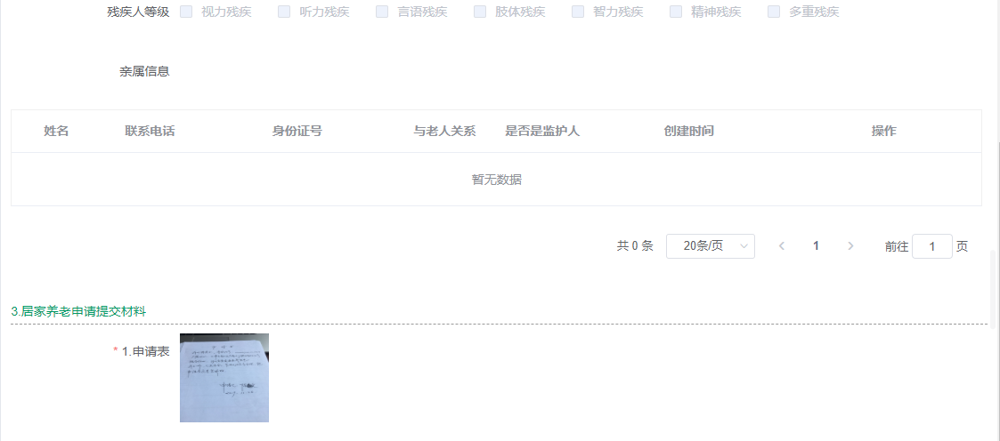 残疾人等级 视力残疾 听力残疾 言语残疾 肢体残疾 智力残疾 精神残疾 多重残疾
亲属信息
姓名 联系电话 身份证号 与老人关系 是否是监护人 创建时间 操作
暂无数据
共 0 条 20条/页 1 前往 1 页
3.居家养老申请提交材料
* 1.申请表